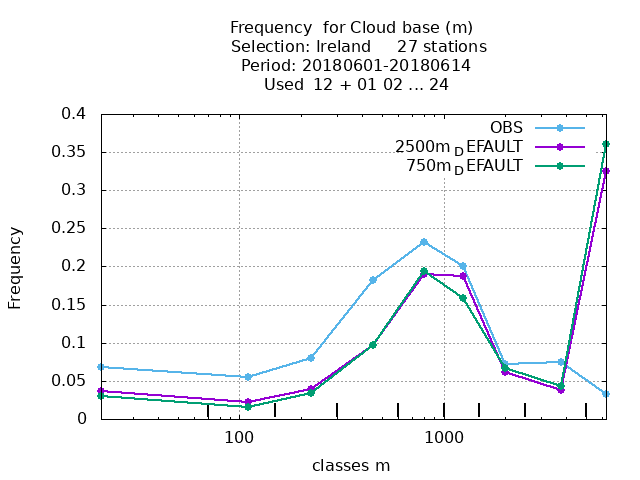 Frequency  for Cloud base (m)
Selection: Ireland     27 stations
Period: 20180601-20180614
Used  12 + 01 02 ... 24
0.4
0.35
0.3
0.25
0.2
0.15
0.1
0.05
0
Frequency
OBS
2500m_DEFAULT
750m_DEFAULT
100
1000
classes m